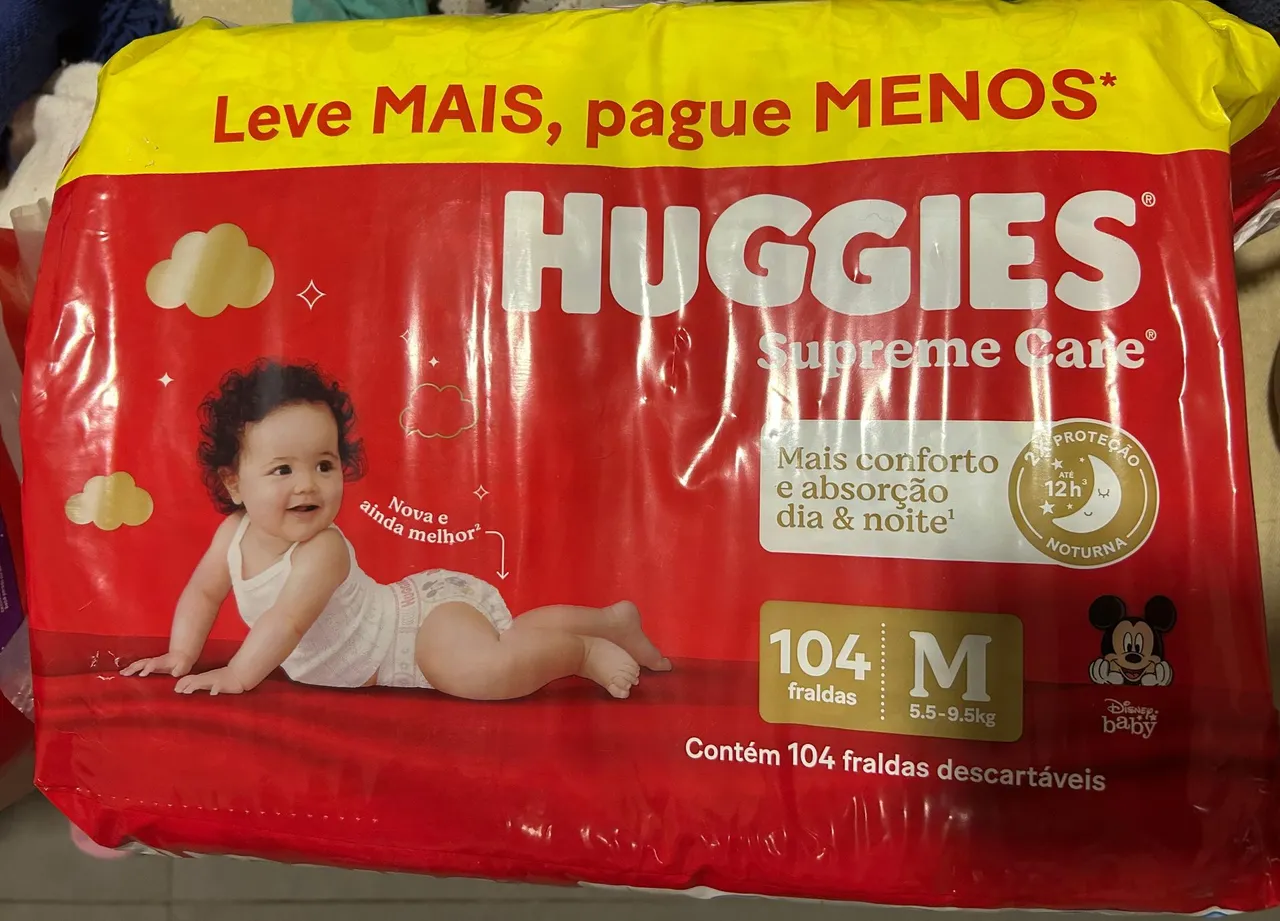 Leve MAIS, pague MENOS*
HUGGIES®
Supreme Care®
Mais conforto
e absorção
dia & noite¹
PROTEÇÃO
ATÉ
12h³
NOTURNA
Nova e
ainda melhor²
Huggies
104
fraldas
M
5.5-9.5kg
Disney
baby
Contém 104 fraldas descartáveis